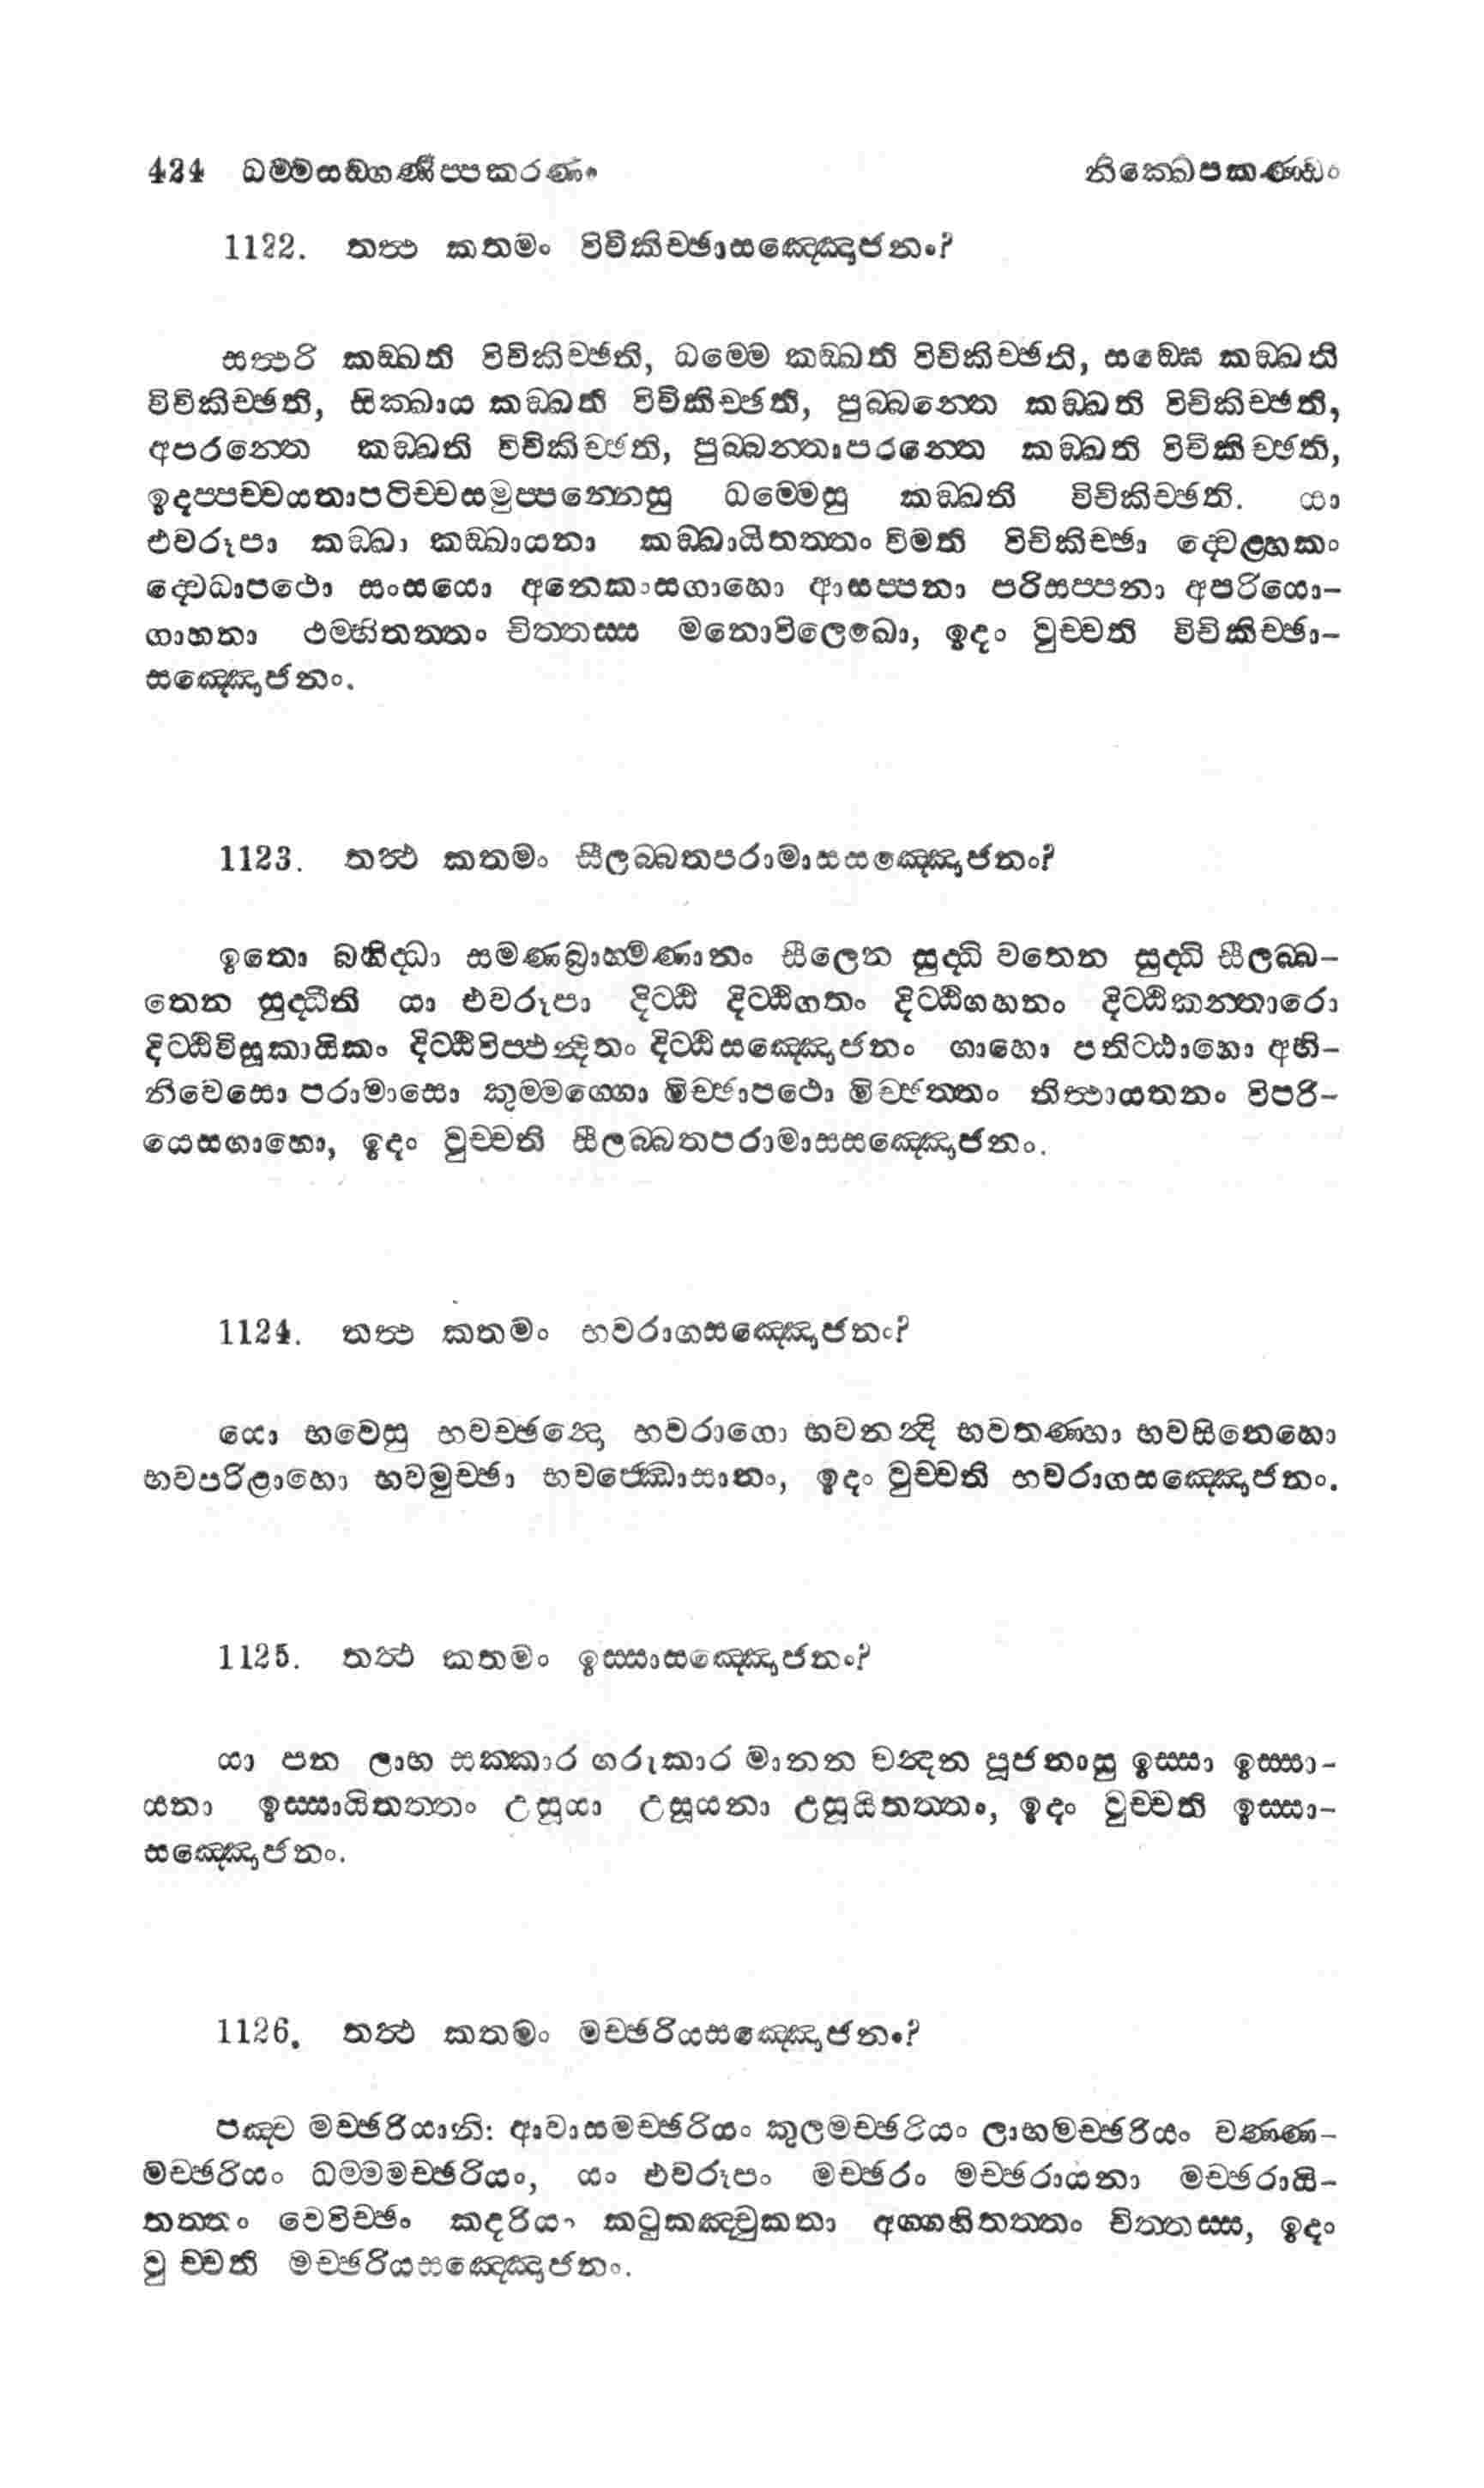 424 ධම්මසඞ්ගණිප්පකරණං නික්ඛෙපකණ්ඩං
1122. තත්‍ථ කතමං විචිකිච්ඡාසඤ්ඤොජනං?
සත්‍ථරි කඞ්ඛති විචිකිච්ඡති, ධම්මෙ කඞ්ඛති විචිකිච්ඡති, සඞ්ඝෙ කඞ්ඛති
විචිකිච්ඡති, සික්ඛාය කඞ්ඛති විචිකිච්ඡති, පුබ්බන්තෙ කඞ්ඛති විචිකිච්ඡති,
අපරන්තෙ කඞ්ඛති විචිකිච්ඡති, පුබ්බන්තාපරන්තෙ කඞ්ඛති විචිකිච්ඡති,
ඉදප්පච්චයතාපටිච්චසමුප්පන්නෙසු ධම්මෙසු කඞ්ඛති විචිකිච්ඡති. යා
එවරූපා කඞ්ඛා කඞ්ඛායනා කඞ්ඛායිතත්තං විමති විචිකිච්ඡා ද්වෙළ්හකං
ද්වෙධාපථො සංසයො අනෙකංසගාහො ආසප්පනා පරිසප්පනා අපරියො-
ගාහනා ථම්භිතත්තං චිත්තස්ස මනොවිලෙඛො, ඉදං වුච්චති විචිකිච්ඡා-
සඤ්ඤොජනං.
1123. තත්‍ථ කතමං සීලබ්බතපරාමාසසඤ්ඤොජනං?
ඉතො බහිද්ධා සමණබ්‍රාහ්මණානං සීලෙන සුද්ධි වතෙන සුද්ධි සීලබ්බ-
තෙන සුද්ධීති යා එවරූපා දිට්ඨි දිට්ඨිගතං දිට්ඨිගහනං දිට්ඨිකන්තාරො
දිට්ඨිවිසූකායිකං දිට්ඨිවිප්ඵන්‍දිතං දිට්ඨිසඤ්ඤොජනං ගාහො පතිට්ඨාහො අභි-
නිවෙසො පරාමාසො කුම්මග්ගො මිච්ඡාපථො මිච්ඡත්තං තිත්‍ථායතනං විපරි-
යෙසගාහො, ඉදං වුච්චති සීලබ්බතපරාමාසසඤ්ඤොජනං.
1124. තත්‍ථ කතමං භවරාගසඤ්ඤොජනං?
යො භවෙසු භවච්ඡන්‍දො භවරාගො භවනන්‍දි භවතණ්හා භවසිනෙහො
භවපරිළාහො භවමුච්ඡා භවජ්ඣොසානං, ඉදං වුච්චති භවරාගසඤ්ඤොජනං.
1125. තත්‍ථ කතමං ඉස්සාසඤ්ඤොජනං?
යා පන ලාභ සක්කාර ගරුකාර මානන වන්‍දන පූජනාසු ඉස්සා ඉස්සා-
යනා ඉස්සායිතත්තං උසූයා උසූයනා උසූයිතත්තං, ඉදං වුච්චති ඉස්සා-
සඤ්ඤොජනං.
1126. තත්‍ථ කතමං මච්ඡරියසඤ්ඤොජනං?
පඤ්ච මච්ඡරියානි: ආවාසමච්ඡරියං කුලමච්ඡරියං ලාභමච්ඡරියං වණ්ණ-
මච්ඡරියං ධම්මමච්ඡරියං, යං එවරූපං මච්ඡරං මච්ඡරායනා මච්ඡරායි-
තත්තං වෙවිච්ඡං කදරියං කටුකඤ්චුකතා අග්ගහිතත්තං චිත්තස්ස, ඉදං
වුච්චති මච්ඡරියසඤ්ඤොජනං.